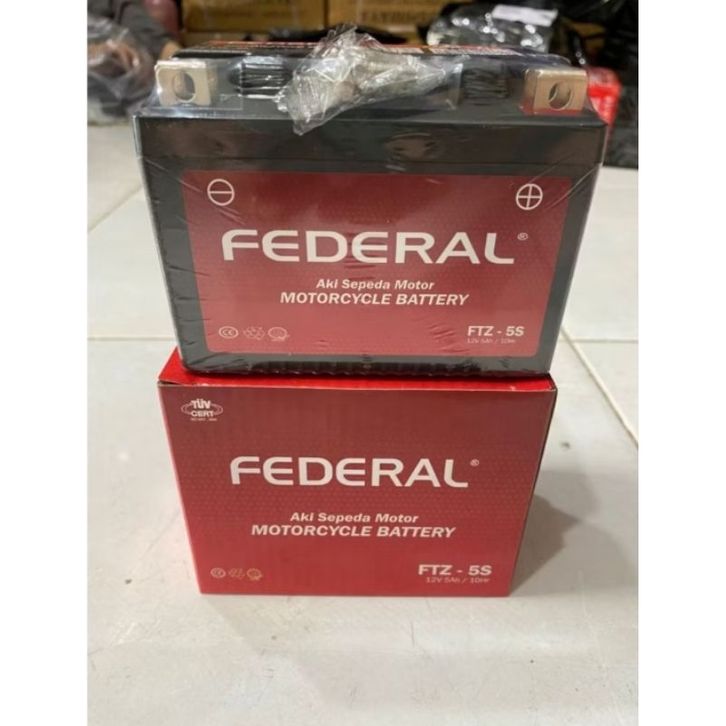 FEDERAL®
Aki Sepeda Motor
MOTORCYCLE BATTERY
FTZ - 5S
12V 5Ah / 10Hr
TÜV
CERT
FEDERAL®
Aki Sepeda Motor
MOTORCYCLE BATTERY
FTZ - 5S
12V 5Ah / 10Hr